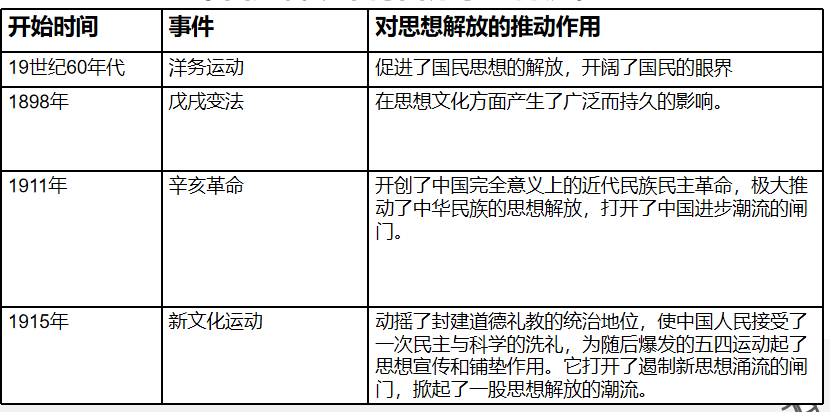 开始时间 事件 对思想解放的推动作用
19世纪60年代 洋务运动 促进了国民思想的解放，开阔了国民的眼界
1898年 戊戌变法 在思想文化方面产生了广泛而持久的影响。
1911年 辛亥革命 开创了中国完全意义上的近代民族民主革命，极大推
动了中华民族的思想解放，打开了中国进步潮流的闸
门。
1915年 新文化运动 动摇了封建道德礼教的统治地位，使中国人民接受了
一次民主与科学的洗礼，为随后爆发的五四运动起了
思想宣传和铺垫作用。它打开了遏制新思想涌流的闸
门，掀起了一股思想解放的潮流。